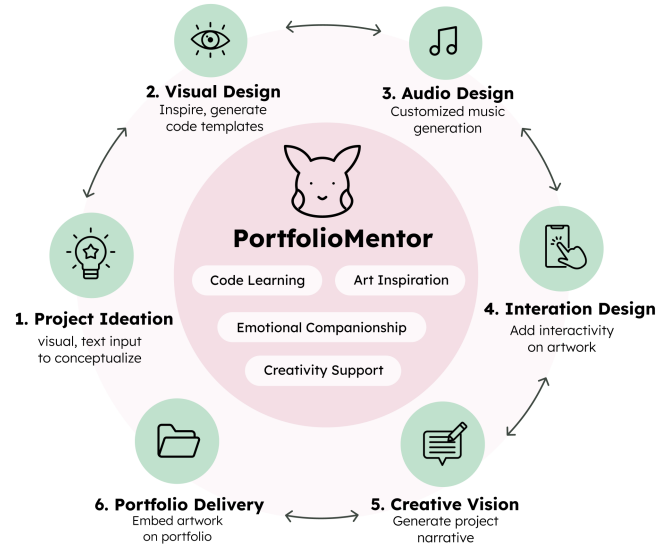 2. Visual Design
Inspire, generate
code templates
3. Audio Design
Customized music
generation
PortfolioMentor
Code Learning
Art Inspiration
Emotional Companionship
Creativity Support
1. Project Ideation
visual, text input
to conceptualize
4. Interation Design
Add interactivity
on artwork
6. Portfolio Delivery
Embed artwork
on portfolio
5. Creative Vision
Generate project
narrative